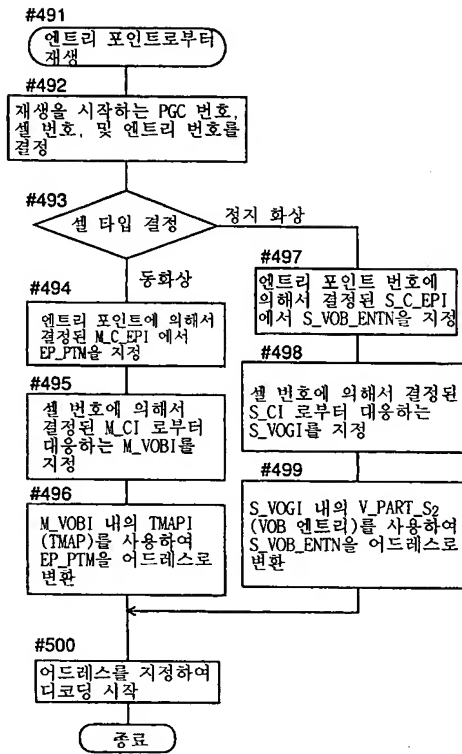 #491
엔트리 포인트로부터
재생
#492
재생을 시작하는 PGC 번호,
셀 번호, 및 엔트리 번호를
결정
#493
셀 타입 결정
정지 화상
동화상
#494
엔트리 포인트에 의해서
결정된 M_C_EPI 에서
EP_PTM을 지정
#495
셀 번호에 의해서
결정된 M_CI 로부터
대응하는 M_VOBI를
지정
#496
M_VOBI 내의 TMAPI
(TMAP)를 사용하여
EP_PTM을 어드레스로
변환
#497
엔트리 포인트 번호에
의해서 결정된 S_C_EPI
에서 S_VOB_ENTN을 지정
#498
셀 번호에 의해서 결정된
S_CI 로부터 대응하는
S_VOGI를 지정
#499
S_VOGI 내의 V_PART_S₂
(VOB 엔트리)를 사용하여
S_VOB_ENTN을 어드레스로
변환
#500
어드레스를 지정하여
디코딩 시작
종료